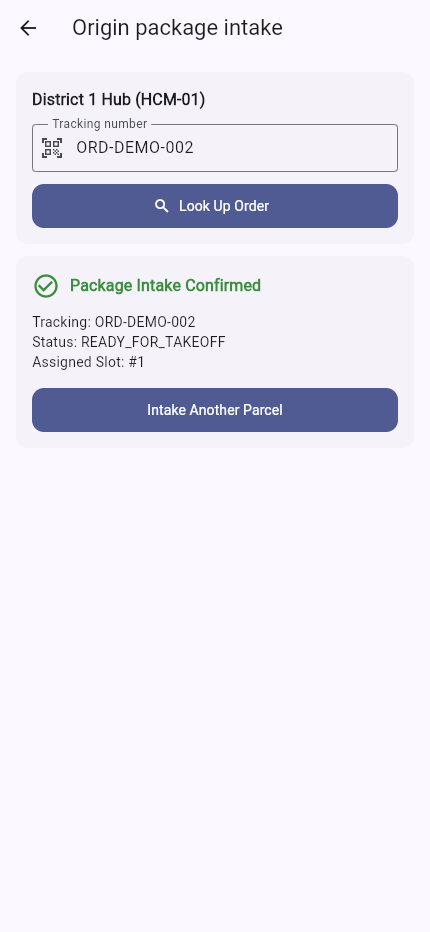 Origin package intake
District 1 Hub (HCM-01)
Tracking number
ORD-DEMO-002
Look Up Order
Package Intake Confirmed
Tracking: ORD-DEMO-002
Status: READY_FOR_TAKEOFF
Assigned Slot: #1
Intake Another Parcel